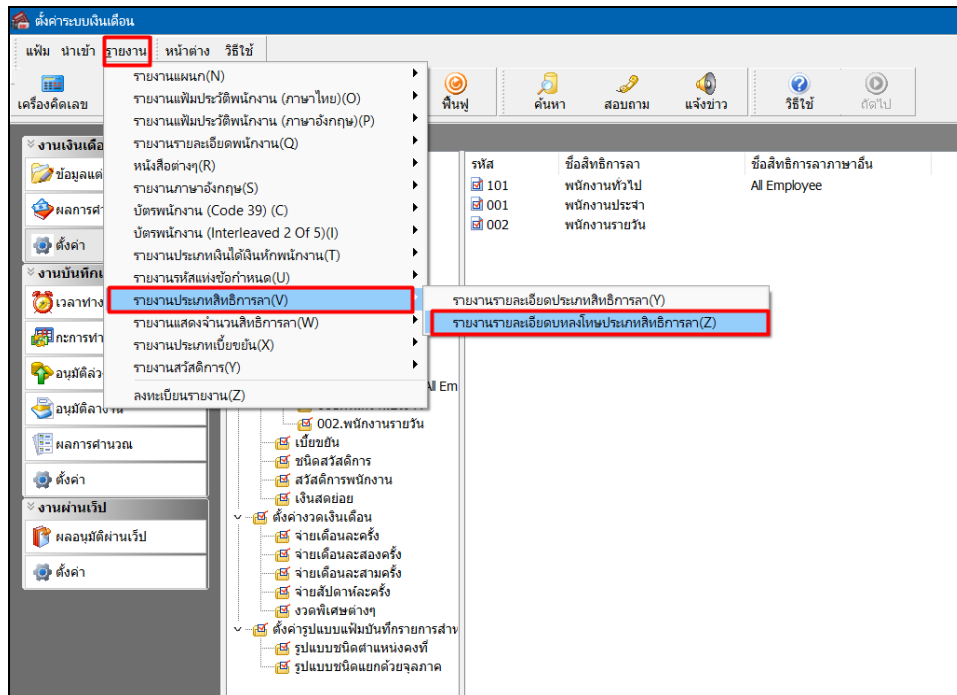 ตั้งค่าระบบเงินเดือน
แฟ้ม นำเข้า รายงาน หน้าต่าง วิธีใช้
เครื่องคิดเลข ฟื้นฟู ค้นหา สอบถาม แจ้งข่าว วิธีใช้ ถัดไป
รายงานแผนก(N)
รายงานแฟ้มประวัติพนักงาน (ภาษาไทย)(O)
รายงานแฟ้มประวัติพนักงาน (ภาษาอังกฤษ)(P)
รายงานรายละเอียดพนักงาน(Q)
หนังสือต่างๆ(R)
รายงานภาษาอังกฤษ(S)
บัตรพนักงาน (Code 39) (C)
บัตรพนักงาน (Interleaved 2 Of 5)(I)
รายงานประเภทเงินได้เงินหักพนักงาน(T)
รายงานรหัสแห่งข้อกำหนด(U)
รายงานประเภทสิทธิการลา(V)
รายงานแสดงจำนวนสิทธิการลา(W)
รายงานประเภทเบี้ยขยัน(X)
รายงานสวัสดิการ(Y)
ลงทะเบียนรายงาน(Z)
รายงานรายละเอียดประเภทสิทธิการลา(Y)
รายงานรายละเอียดบทลงโทษประเภทสิทธิการลา(Z)
รหัส ชื่อสิทธิการลา ชื่อสิทธิการลาภาษาอื่น
101 พนักงานทั่วไป All Employee
001 พนักงานประจำ
002 พนักงานรายวัน
งานเงินเดือ
ข้อมูลแต่
ผลการคำ
ตั้งค่า
งานบันทึกเ
เวลาทำง
กะการทำ
อนุมัติล่ว
อนุมัติลางาน
ผลการคำนวณ
ตั้งค่า
งานผ่านเว็ป
ผลอนุมัติผ่านเว็ป
ตั้งค่า
All Em
002.พนักงานรายวัน
เบี้ยขยัน
ชนิดสวัสดิการ
สวัสดิการพนักงาน
เงินสดย่อย
ตั้งค่างวดเงินเดือน
จ่ายเดือนละครั้ง
จ่ายเดือนละสองครั้ง
จ่ายเดือนละสามครั้ง
จ่ายสัปดาห์ละครั้ง
งวดพิเศษต่างๆ
ตั้งค่ารูปแบบแฟ้มบันทึกรายการสำห
รูปแบบชนิดตำแหน่งคงที่
รูปแบบชนิดแยกด้วยจุลภาค